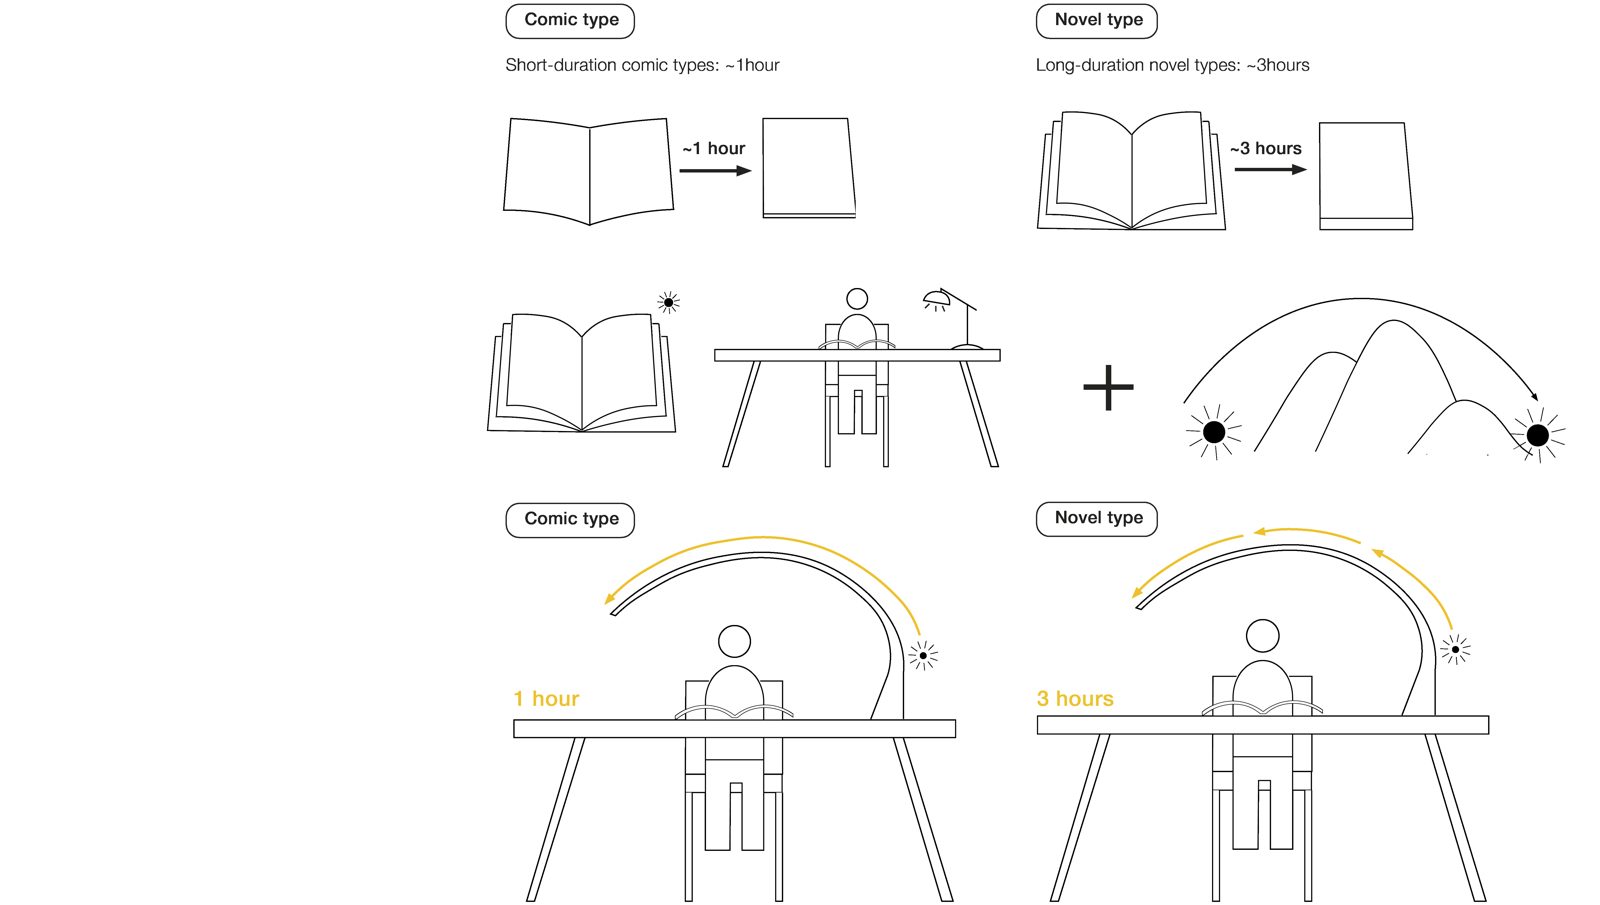 Comic type
Short-duration comic types: ~1hour
~1 hour
Novel type
Long-duration novel types: ~3hours
~3 hours
Comic type
1 hour
Novel type
3 hours